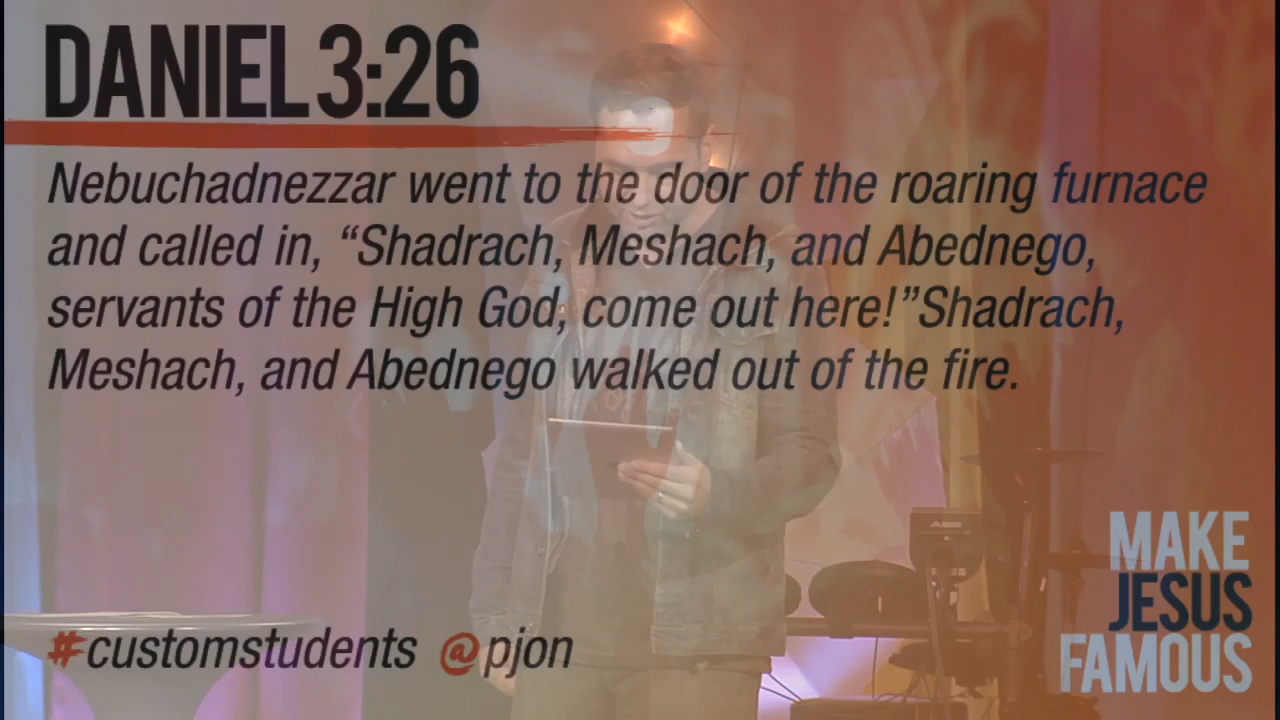 DANIEL 3:26
Nebuchadnezzar went to the door of the roaring furnace
and called in, “Shadrach, Meshach, and Abednego,
servants of the High God, come out here!”Shadrach,
Meshach, and Abednego walked out of the fire.
#customstudents @pjon
MAKE
JESUS
FAMOUS